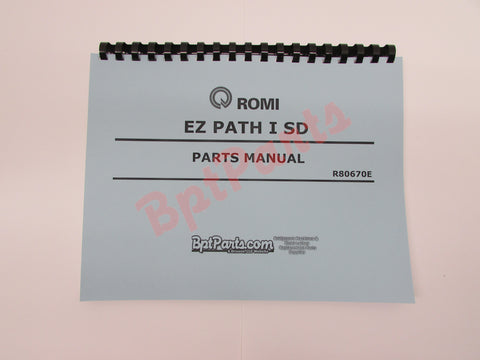 ROMI
EZ PATH I SD
PARTS MANUAL
R80670E
BptParts
BptParts.com